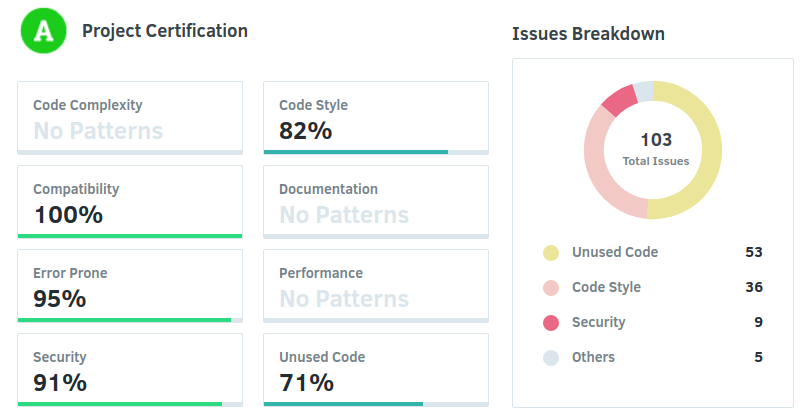 A Project Certification
Code Complexity
No Patterns
Code Style
82%
Compatibility
100%
Documentation
No Patterns
Error Prone
95%
Performance
No Patterns
Security
91%
Unused Code
71%
Issues Breakdown
103
Total Issues
Unused Code 53
Code Style 36
Security 9
Others 5